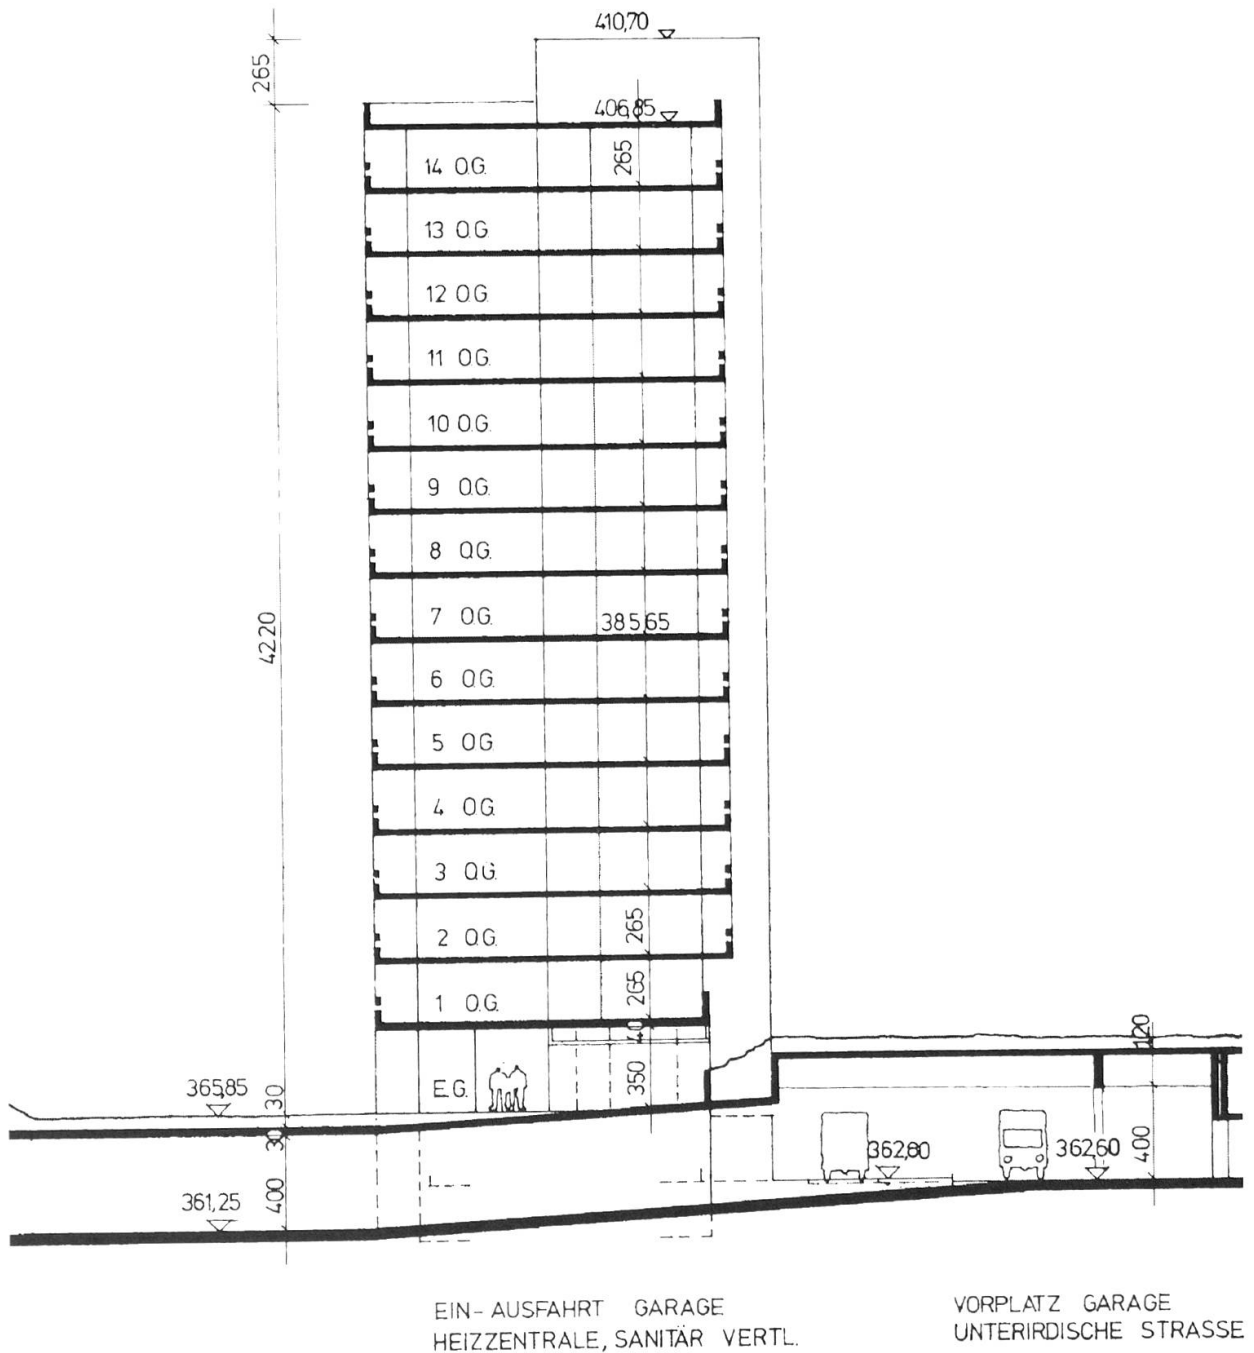 410,70
265
406,85
14 O.G.
265
13 O.G
12 O.G.
11 O.G.
10 O.G.
9 O.G.
8 O.G.
42.20
7 O.G.
385,65
6 O.G.
5 O.G
4 O.G.
3 O.G.
2 O.G.
265
1 O.G.
265
40
120
365,85
30
E.G.
350
30
362,80
362,60
400
361,25
400
EIN- AUSFAHRT GARAGE
HEIZZENTRALE, SANITÄR VERTL.
VORPLATZ GARAGE
UNTERIRDISCHE STRASSE